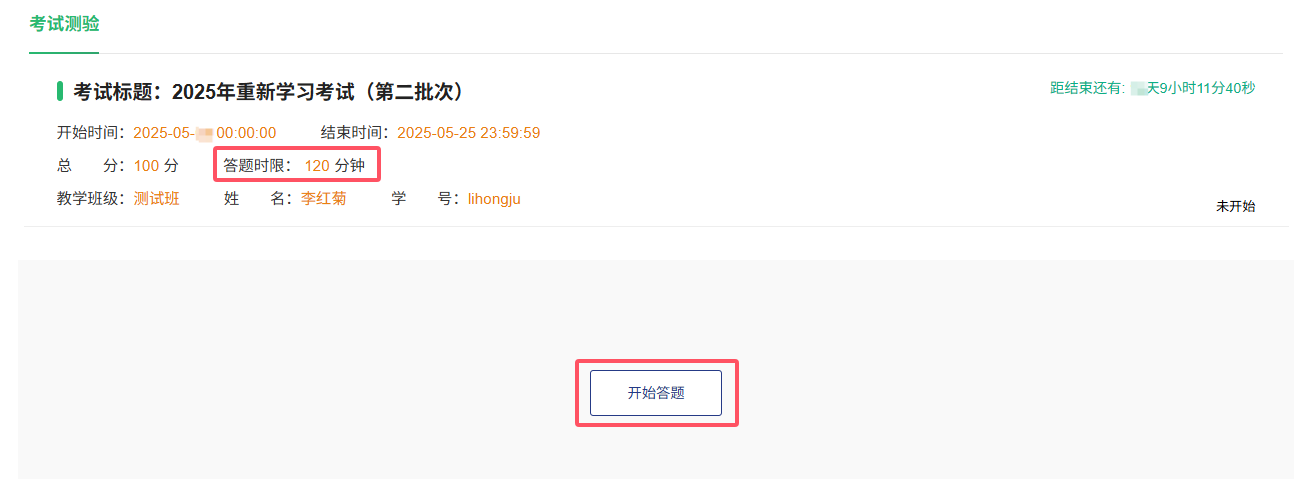 考试测验
考试标题：2025年重新学习考试（第二批次）
距结束还有: 天9小时11分40秒
开始时间：2025-05- 00:00:00 结束时间：2025-05-25 23:59:59
总 分：100 分 答题时限： 120 分钟
教学班级：测试班 姓 名：李红菊 学 号：lihongju
未开始
开始答题